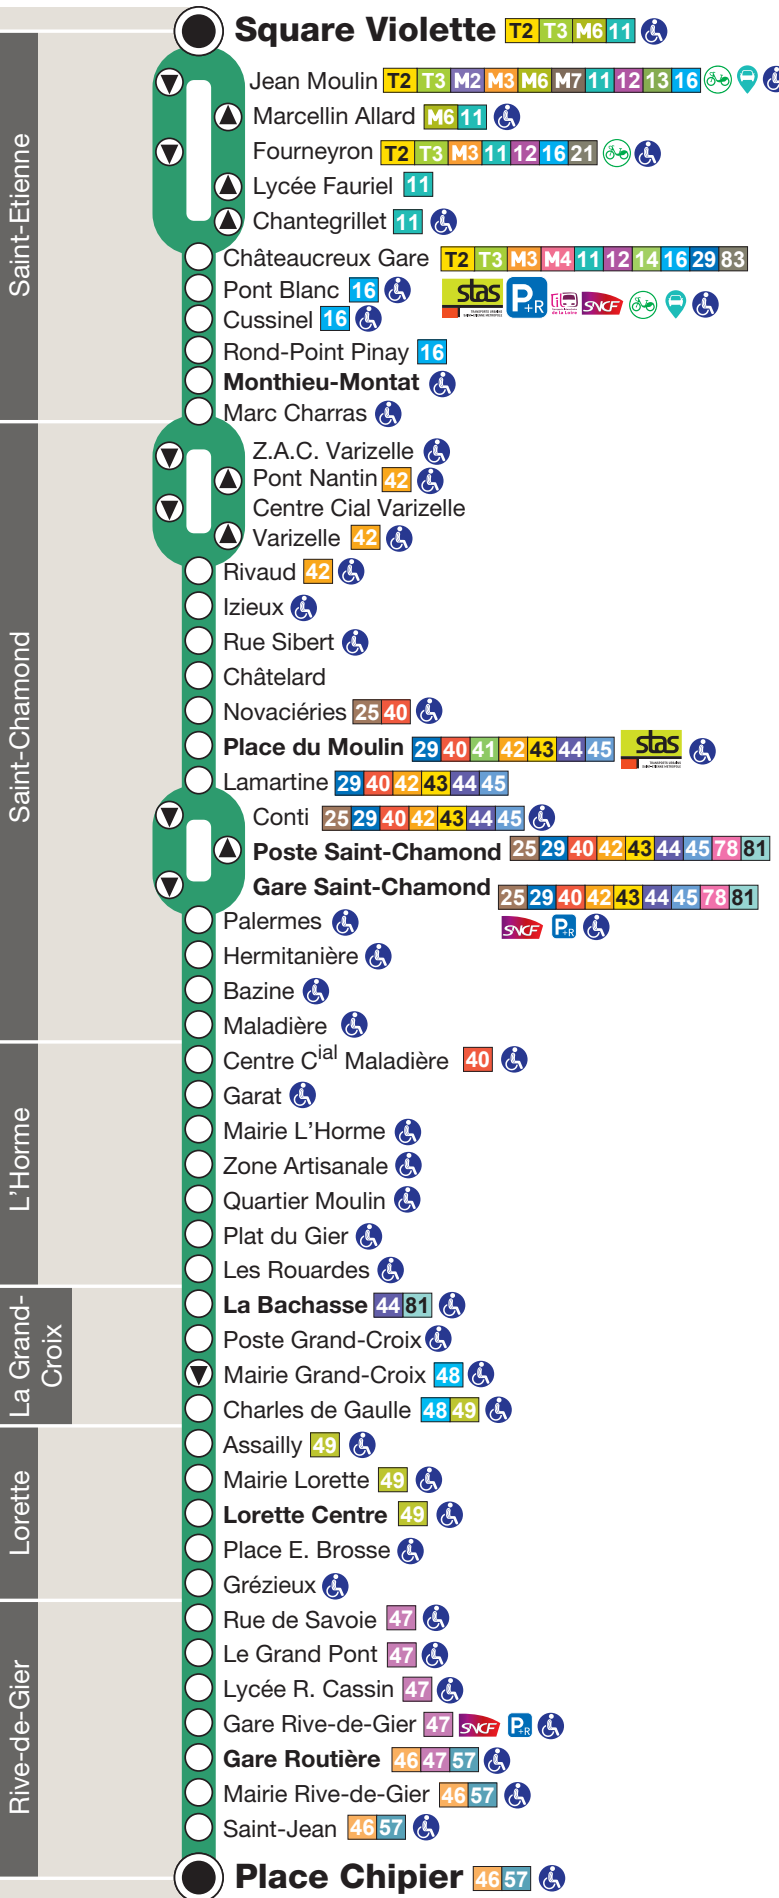 Square Violette T2 T3 M6 11
Saint-Etienne
Jean Moulin T2 T3 M2 M3 M6 M7 11 12 13 16
Marcellin Allard M6 11
Fourneyron T2 T3 M3 11 12 16 21
Lycée Fauriel 11
Chantegrillet 11
Châteaucreux Gare T2 T3 M3 M4 11 12 14 16 29 83
Pont Blanc 16
stas P+R SNCF
Cussinel 16
Rond-Point Pinay 16
Monthieu-Montat
Marc Charras
Saint-Chamond
Z.A.C. Varizelle
Pont Nantin 42
Centre Cial Varizelle
Varizelle 42
Rivaud 42
Izieux
Rue Sibert
Châtelard
Novaciéries 25 40
Place du Moulin 29 40 41 42 43 44 45 stas
Lamartine 29 40 42 43 44 45
Conti 25 29 40 42 43 44 45
Poste Saint-Chamond 25 29 40 42 43 44 45 78 81
Gare Saint-Chamond 25 29 40 42 43 44 45 78 81
SNCF P+R
Palermes
Hermitanière
Bazine
Maladière
L'Horme
Centre Cial Maladière 40
Garat
Mairie L'Horme
Zone Artisanale
Quartier Moulin
Plat du Gier
Les Rouardes
La Grand-
Croix
La Bachasse 44 81
Poste Grand-Croix
Mairie Grand-Croix 48
Charles de Gaulle 48 49
Lorette
Assailly 49
Mairie Lorette 49
Lorette Centre 49
Place E. Brosse
Grézieux
Rive-de-Gier
Rue de Savoie 47
Le Grand Pont 47
Lycée R. Cassin 47
Gare Rive-de-Gier 47 SNCF P+R
Gare Routière 46 47 57
Mairie Rive-de-Gier 46 57
Saint-Jean 46 57
Place Chipier 46 57